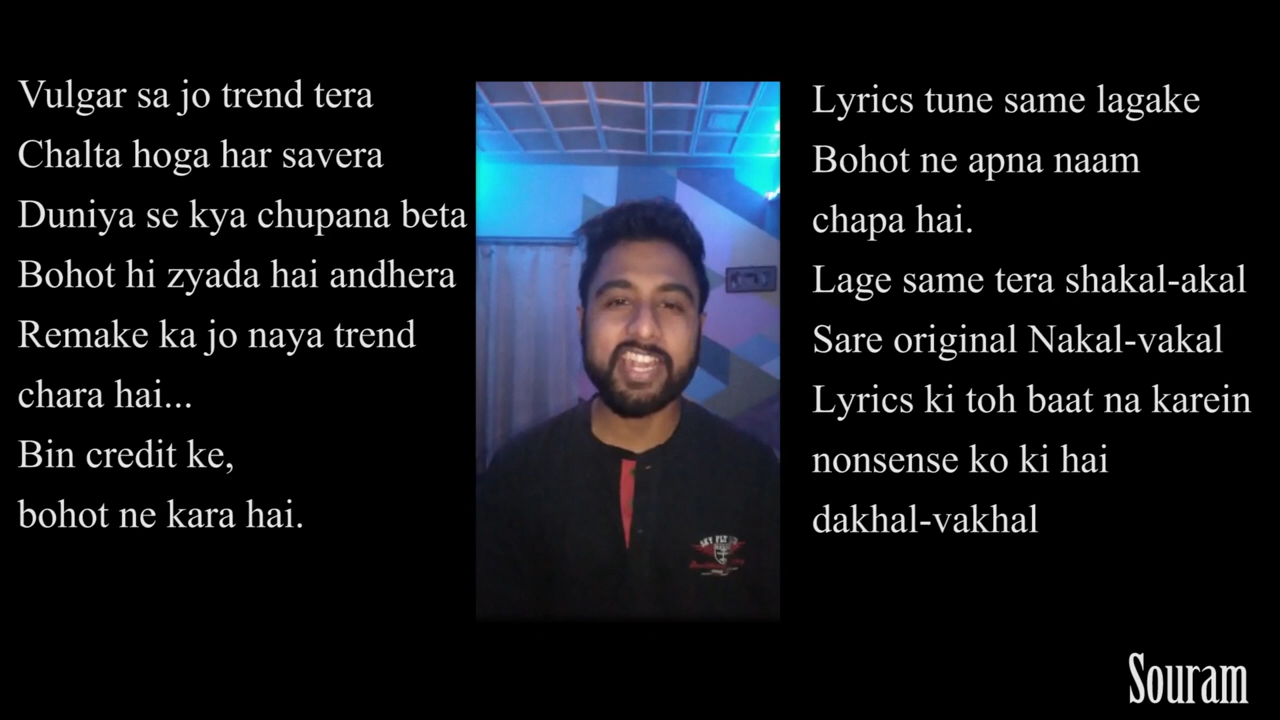 Vulgar sa jo trend tera
Chalta hoga har savera
Duniya se kya chupana beta
Bohot hi zyada hai andhera
Remake ka jo naya trend
chara hai...
Bin credit ke,
bohot ne kara hai.
Lyrics tune same lagake
Bohot ne apna naam
chapa hai.
Lage same tera shakal-akal
Sare original Nakal-vakal
Lyrics ki toh baat na karein
nonsense ko ki hai
dakhal-vakhal
SKY
Souram